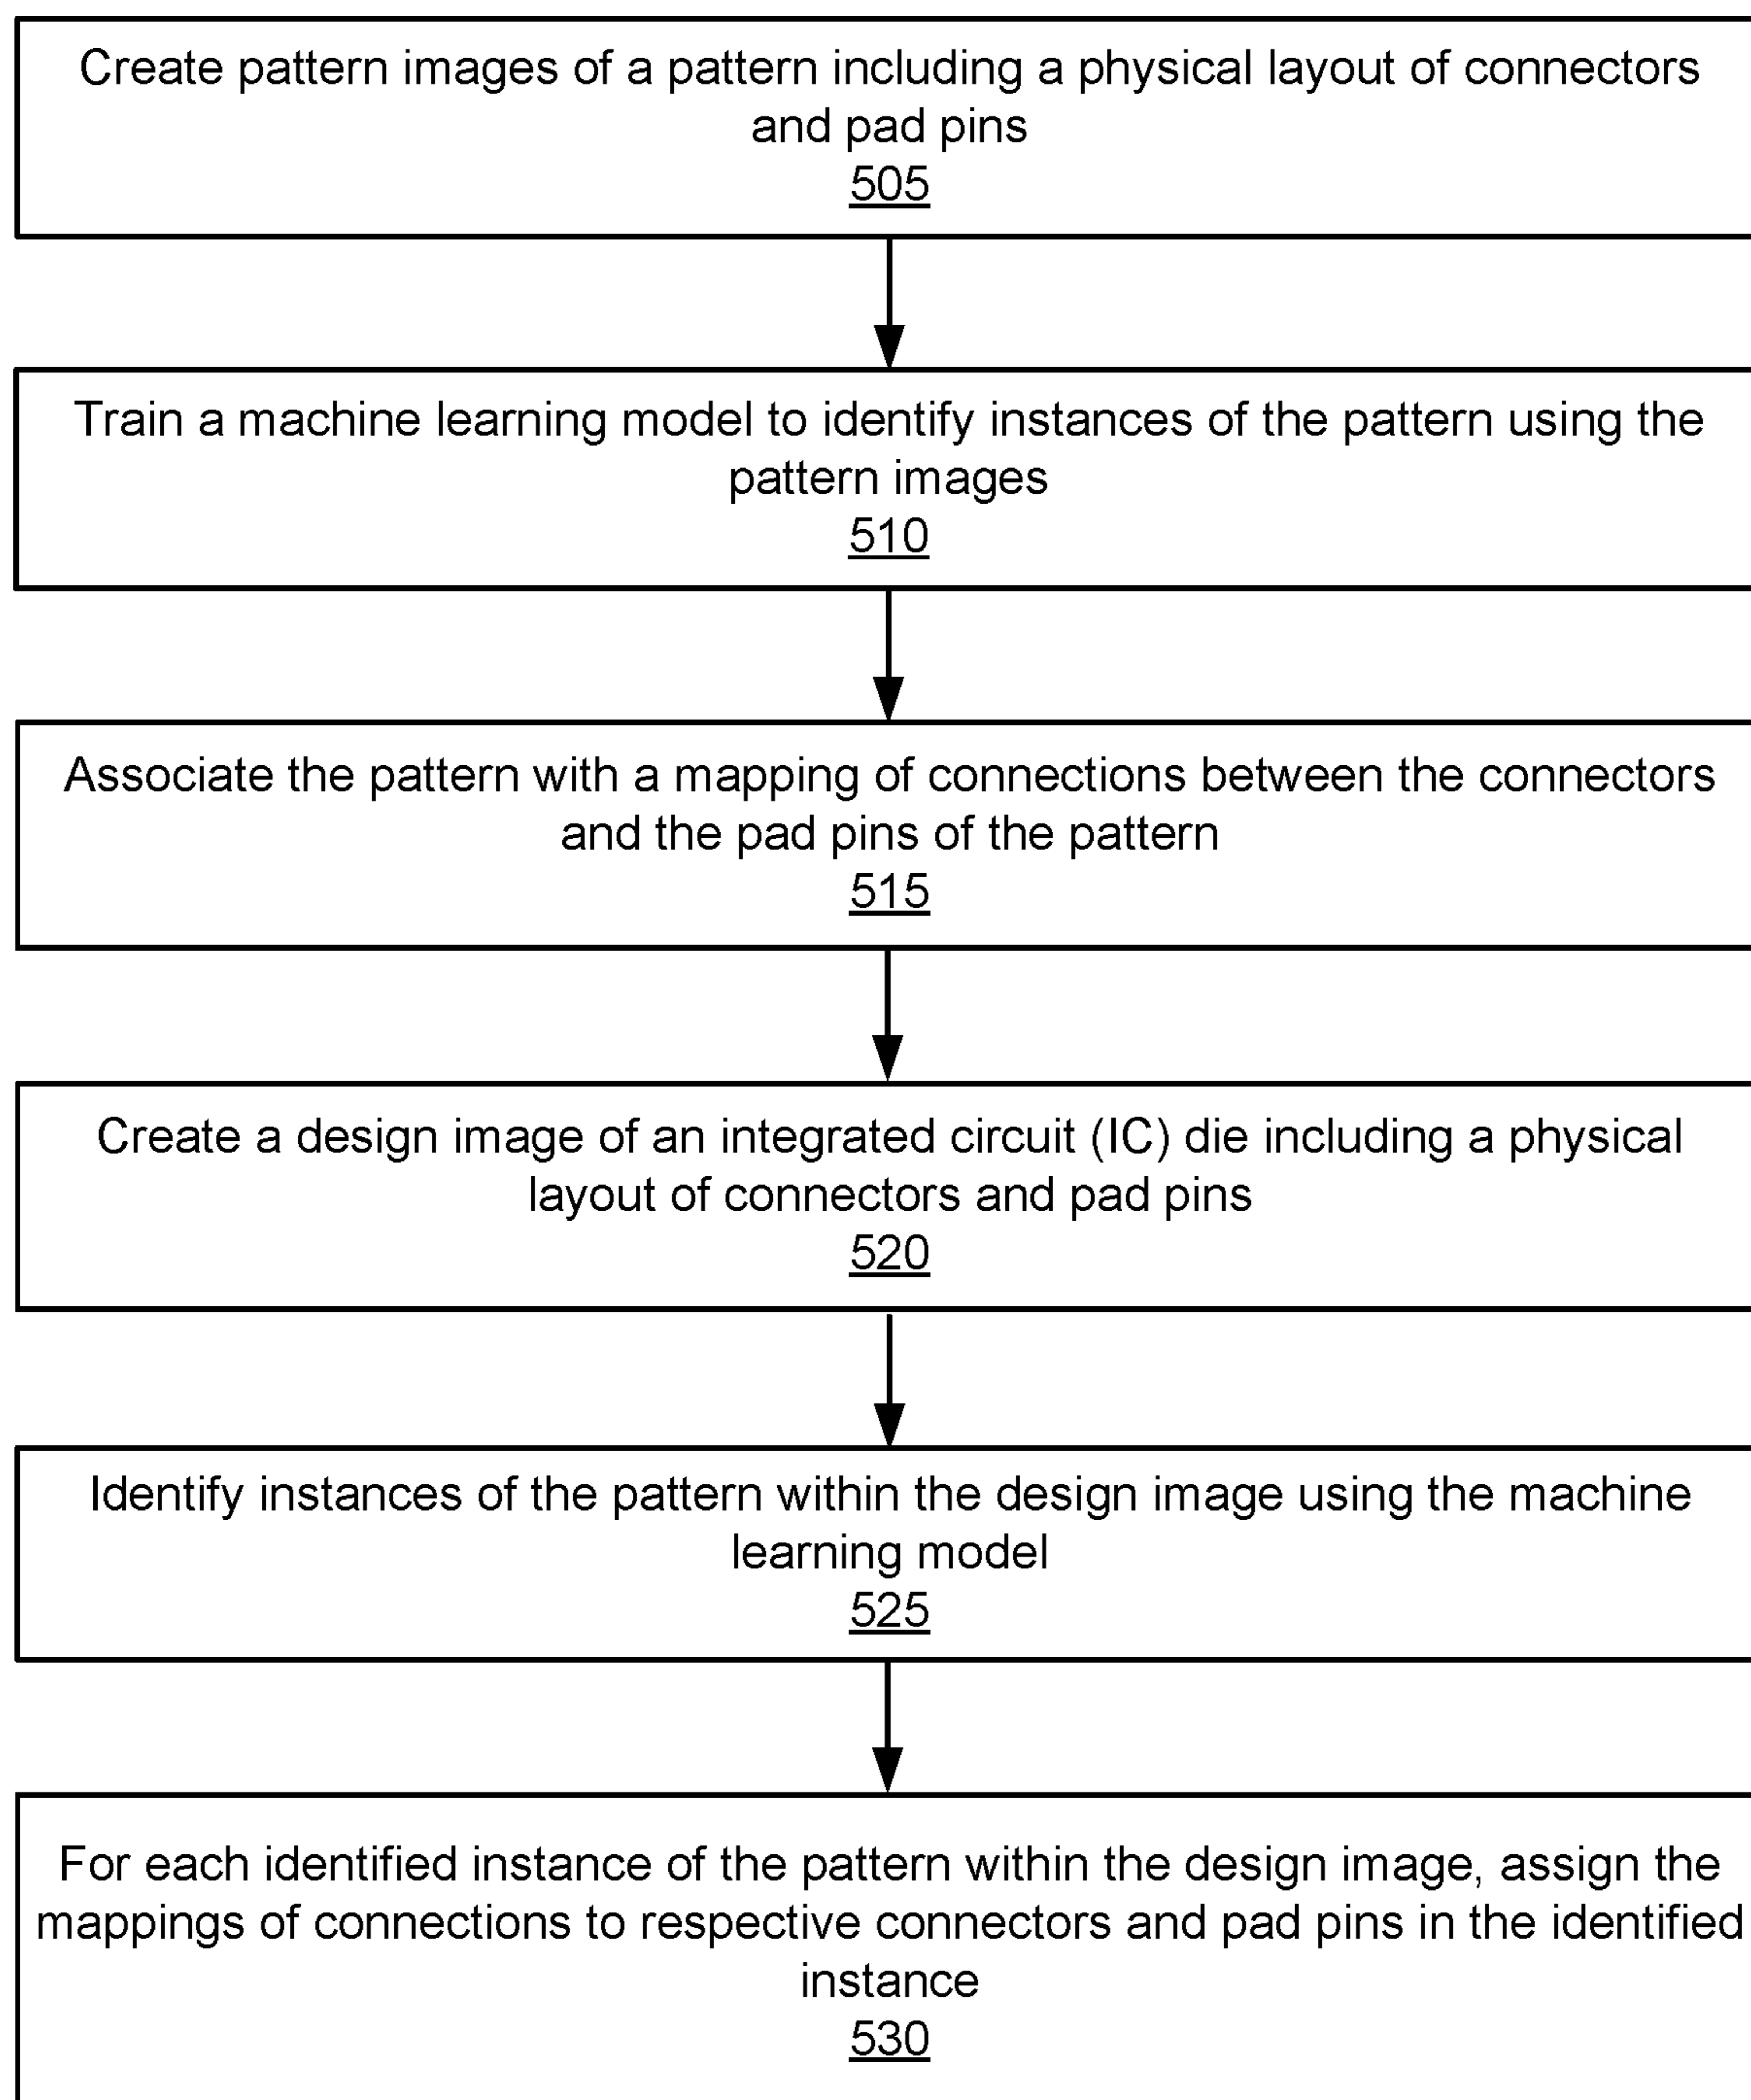 Create pattern images of a pattern including a physical layout of connectors
and pad pins
505
Train a machine learning model to identify instances of the pattern using the
pattern images
510
Associate the pattern with a mapping of connections between the connectors
and the pad pins of the pattern
515
Create a design image of an integrated circuit (IC) die including a physical
layout of connectors and pad pins
520
Identify instances of the pattern within the design image using the machine
learning model
525
For each identified instance of the pattern within the design image, assign the
mappings of connections to respective connectors and pad pins in the identified
instance
530